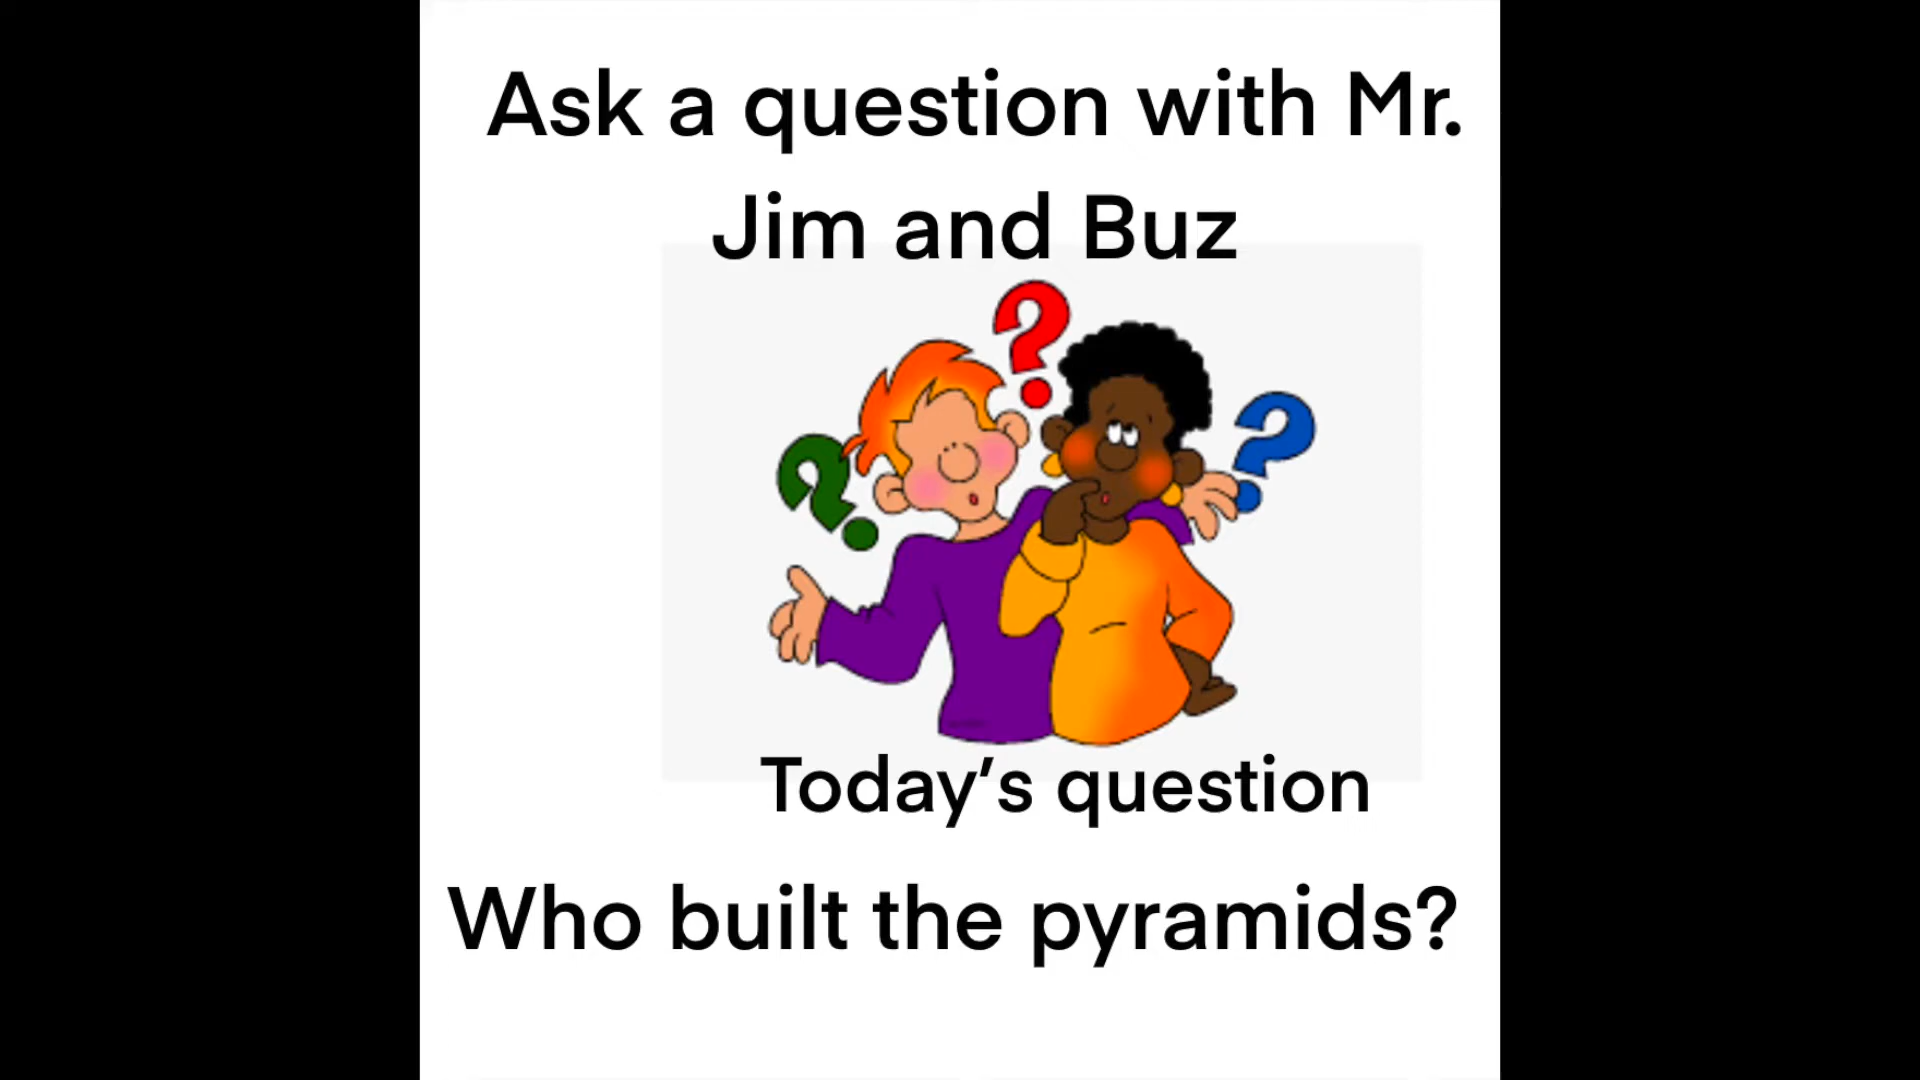 Ask a question with Mr.
Jim and Buz
Today's question
Who built the pyramids?